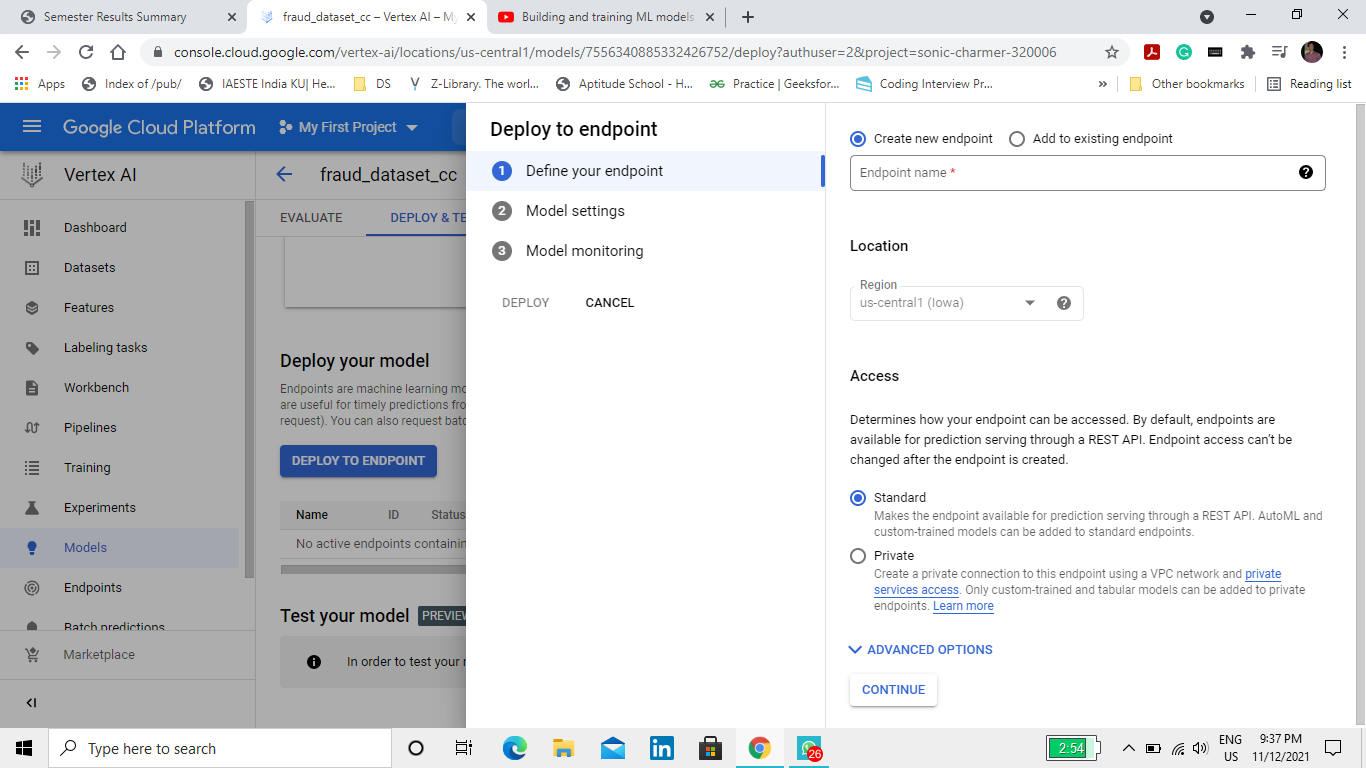 Semester Results Summary
fraud_dataset_cc – Vertex AI – My
Building and training ML models
console.cloud.google.com/vertex-ai/locations/us-central1/models/7556340885332426752/deploy?authuser=2&project=sonic-charmer-320006
Apps
Index of /pub/
IAESTE India KU| He...
DS
Z-Library. The worl...
Aptitude School - H...
Practice | Geeksfor...
Coding Interview Pr...
»
Other bookmarks
Reading list
Google Cloud Platform
My First Project
Vertex AI
Dashboard
Datasets
Features
Labeling tasks
Workbench
Pipelines
Training
Experiments
Models
Endpoints
Batch predictions
Marketplace
fraud_dataset_cc
EVALUATE
DEPLOY & TE
Deploy your model
Endpoints are machine learning mo
are useful for timely predictions fro
request). You can also request batc
DEPLOY TO ENDPOINT
Name ID Status
No active endpoints containin
Test your model PREVIEW
In order to test your
Deploy to endpoint
1 Define your endpoint
2 Model settings
3 Model monitoring
DEPLOY CANCEL
Create new endpoint Add to existing endpoint
Endpoint name *
Location
Region
us-central1 (Iowa)
Access
Determines how your endpoint can be accessed. By default, endpoints are
available for prediction serving through a REST API. Endpoint access can't be
changed after the endpoint is created.
Standard
Makes the endpoint available for prediction serving through a REST API. AutoML and
custom-trained models can be added to standard endpoints.
Private
Create a private connection to this endpoint using a VPC network and private
services access. Only custom-trained and tabular models can be added to private
endpoints. Learn more
ADVANCED OPTIONS
CONTINUE
Type here to search
26
2:54
ENG
US
9:37 PM
11/12/2021